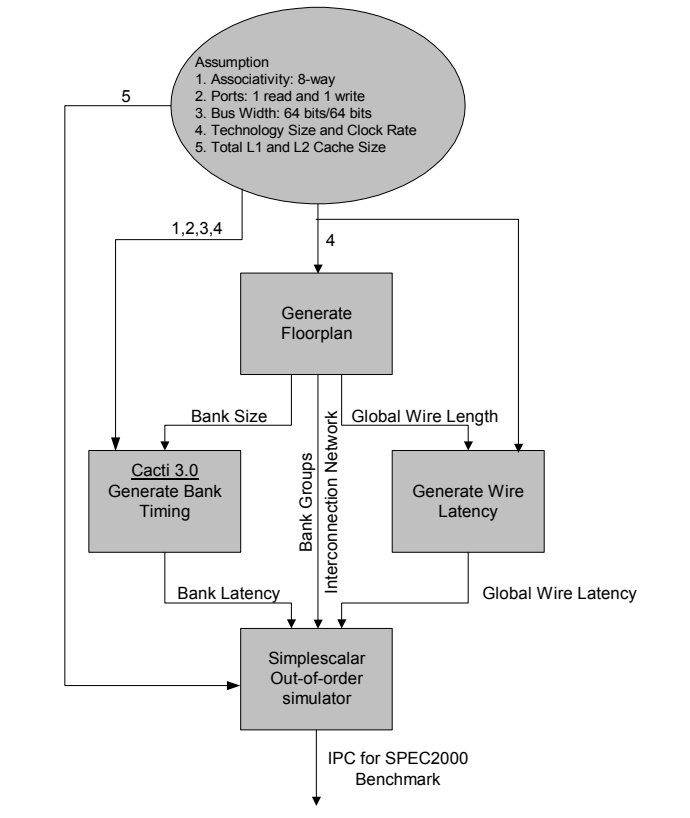 Assumption
1. Associativity: 8-way
2. Ports: 1 read and 1 write
3. Bus Width: 64 bits/64 bits
4. Technology Size and Clock Rate
5. Total L1 and L2 Cache Size
5
1,2,3,4
4
Generate
Floorplan
Bank Size
Bank Groups
Interconnection Network
Global Wire Length
Cacti 3.0
Generate Bank
Timing
Generate Wire
Latency
Bank Latency
Global Wire Latency
Simplescalar
Out-of-order
simulator
IPC for SPEC2000
Benchmark